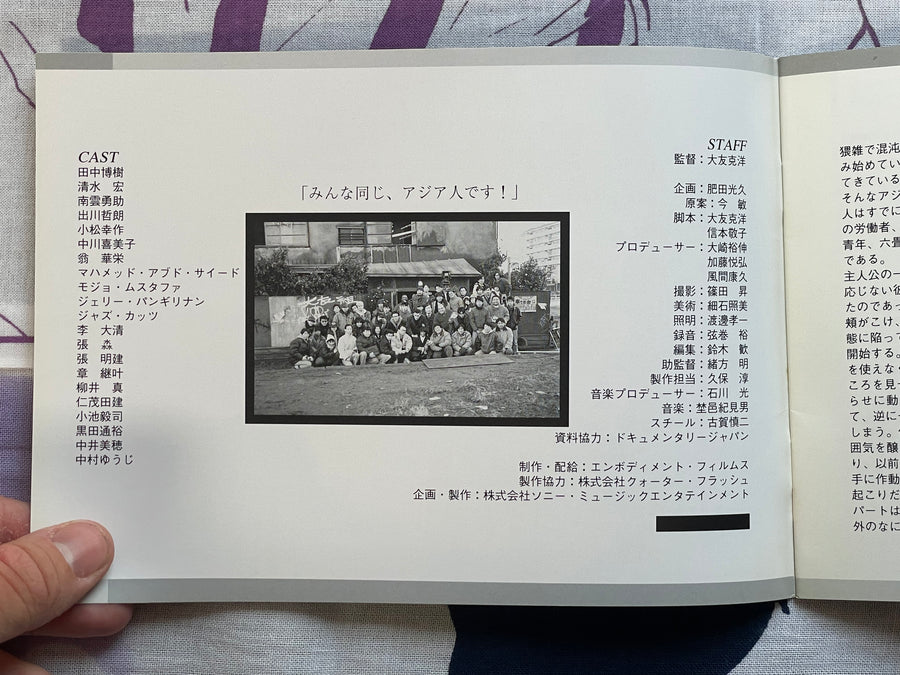 CAST
田中博樹
清水　宏
南雲勇助
出川哲朗
小松幸作
中川喜美子
翁　華栄
マハメッド・アブド・サイード
モジョ・ムスタファ
ジェリー・バンギリナン
ジャズ・カッツ
李　大清
張　森
張　明建
章　継叶
柳井　真
仁茂田建
小池毅司
黒田通裕
中井美穂
中村ゆうじ
「みんな同じ、アジア人です！」
STAFF
監督：大友克洋
企画：肥田光久
原案：今　敏
脚本：大友克洋
信本敬子
プロデューサー：大崎裕伸
加藤悦弘
風間康久
撮影：篠田　昇
美術：細石照美
照明：渡邊孝一
録音：弦巻　裕
編集：鈴木　歓
助監督：緒方　明
製作担当：久保　淳
音楽プロデューサー：石川　光
音楽：埜邑紀見男
スチール：古賀慎二
資料協力：ドキュメンタリージャパン
制作・配給：エンボディメント・フィルムス
製作協力：株式会社クォーター・フラッシュ
企画・製作：株式会社ソニー・ミュージックエンタテインメント
猥雑で混沌
み始めてい
てきている
そんなアジ
人はすでに
の労働者、
青年、六畳
である。
主人公の一
応じない彼
たのであっ
頬がこけ、
態に陥って
開始する。
を使えなく
ころを見
らせに動
て、逆に
しまう。
囲気を醸
り、以前
手に作動
起こりだ
パートは
外のなに